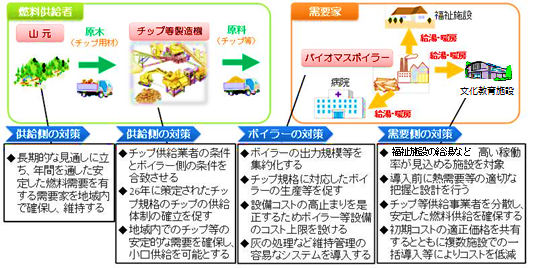 燃料供給者
需要家
山元
原木
(チップ用材)
チップ等製造機
原料
(チップ等)
福祉施設
給湯・暖房
バイオマスボイラー
給湯・暖房
病院
給湯・暖房
文化教育施設
供給側の対策
◆長期的な見通しに立
ち、年間を通した安
定した燃料需要を有
する需要家を地域内
で確保し、維持する
供給側の対策
◆チップ供給業者の条件
とボイラー側の条件を
合致させる
◆26年に策定されたチッ
プ規格のチップの供給
体制の確立を促す
◆地域内でのチップ等の
安定的な需要を確保し、
小口供給を可能とする
ボイラーの対策
◆ボイラーの出力規模等を
集約化する
◆チップ規格に対応したボイラ
ーの生産等を促す
◆設備コストの高止まりを是
正するためボイラー等設備
のコスト上限を設ける
◆灰の処理など維持管理の
容易なシステムを導入する
需要側の対策
◆福祉施設の給湯など 高い稼働
率が見込める施設を対象
◆導入前に熱需要等の適切な
把握と設計を行う
◆チップ等供給事業者を分散し、
安定した燃料供給を確保する
◆初期コストの適正価格を共
有するとともに複数施設での一
括導入等によりコストを低減